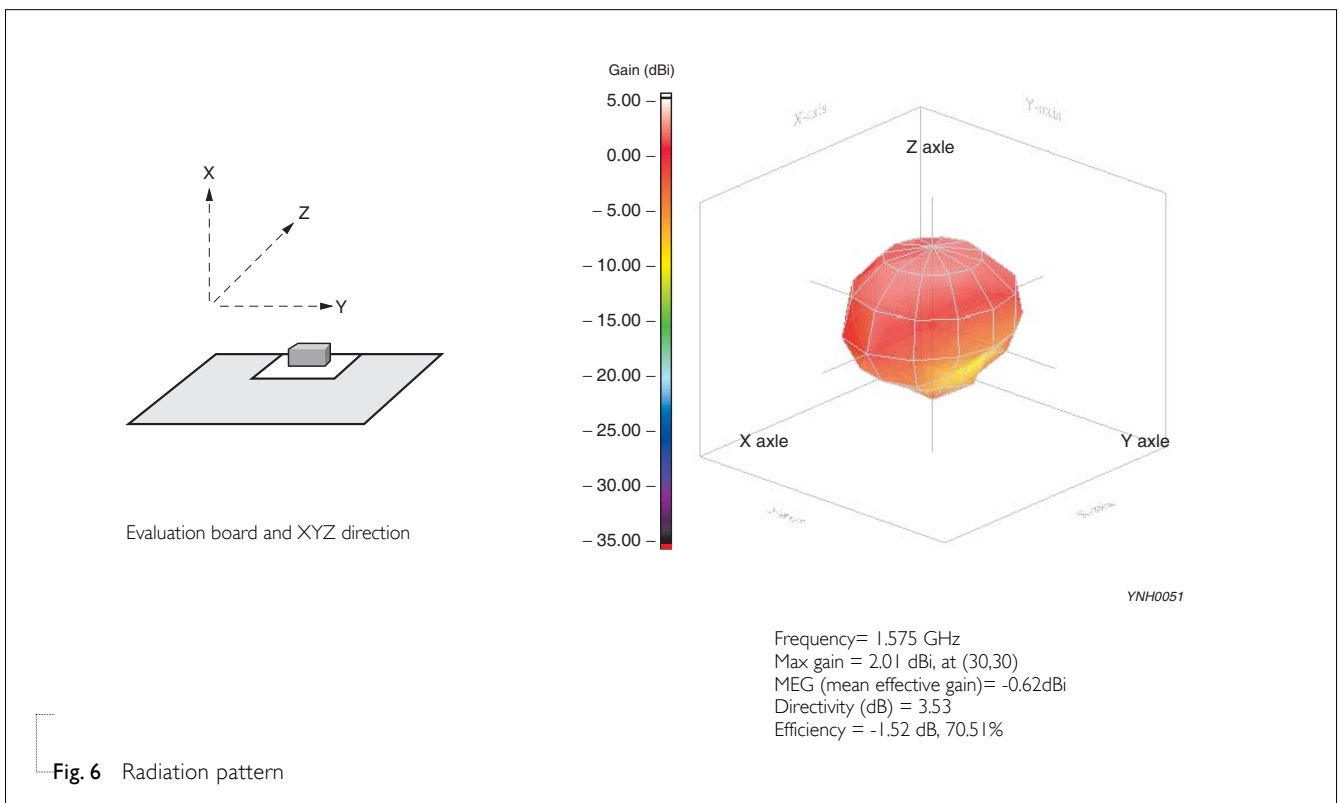 Gain (dBi)
5.00 –
0.00 –
– 5.00 –
– 10.00 –
– 15.00 –
– 20.00 –
– 25.00 –
– 30.00 –
– 35.00 –
X
Z
Y
Evaluation board and XYZ direction
X-axis
Y-axis
Z axle
X axle
Y axle
YNH0051
Frequency= 1.575 GHz
Max gain = 2.01 dBi, at (30,30)
MEG (mean effective gain)= -0.62dBi
Directivity (dB) = 3.53
Efficiency = -1.52 dB, 70.51%
Fig. 6 Radiation pattern